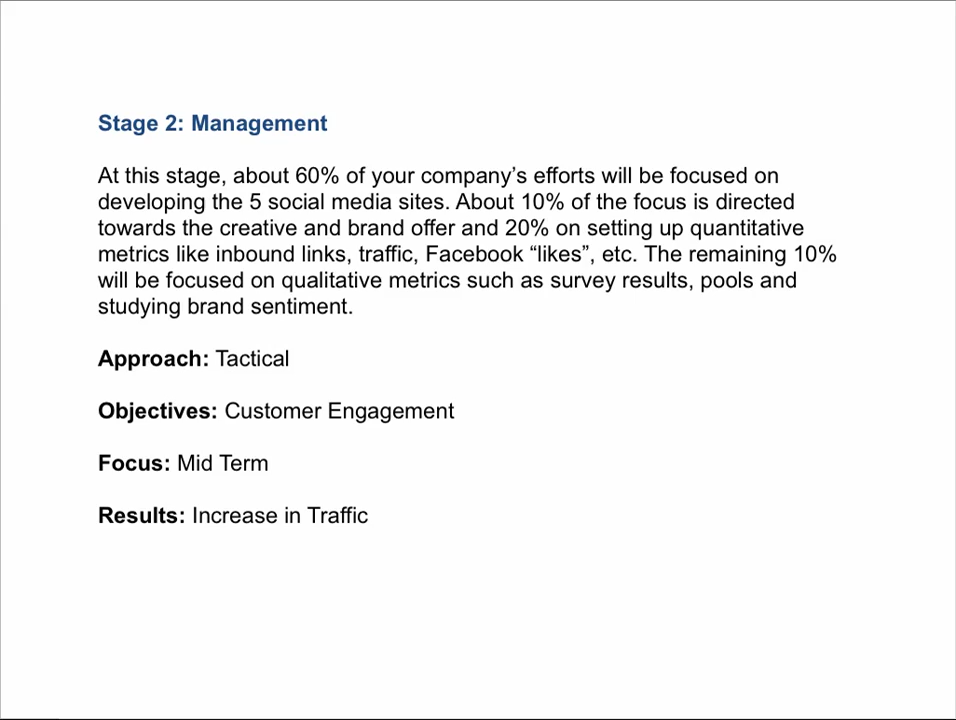 Stage 2: Management
At this stage, about 60% of your company’s efforts will be focused on
developing the 5 social media sites. About 10% of the focus is directed
towards the creative and brand offer and 20% on setting up quantitative
metrics like inbound links, traffic, Facebook “likes”, etc. The remaining 10%
will be focused on qualitative metrics such as survey results, pools and
studying brand sentiment.
Approach: Tactical
Objectives: Customer Engagement
Focus: Mid Term
Results: Increase in Traffic